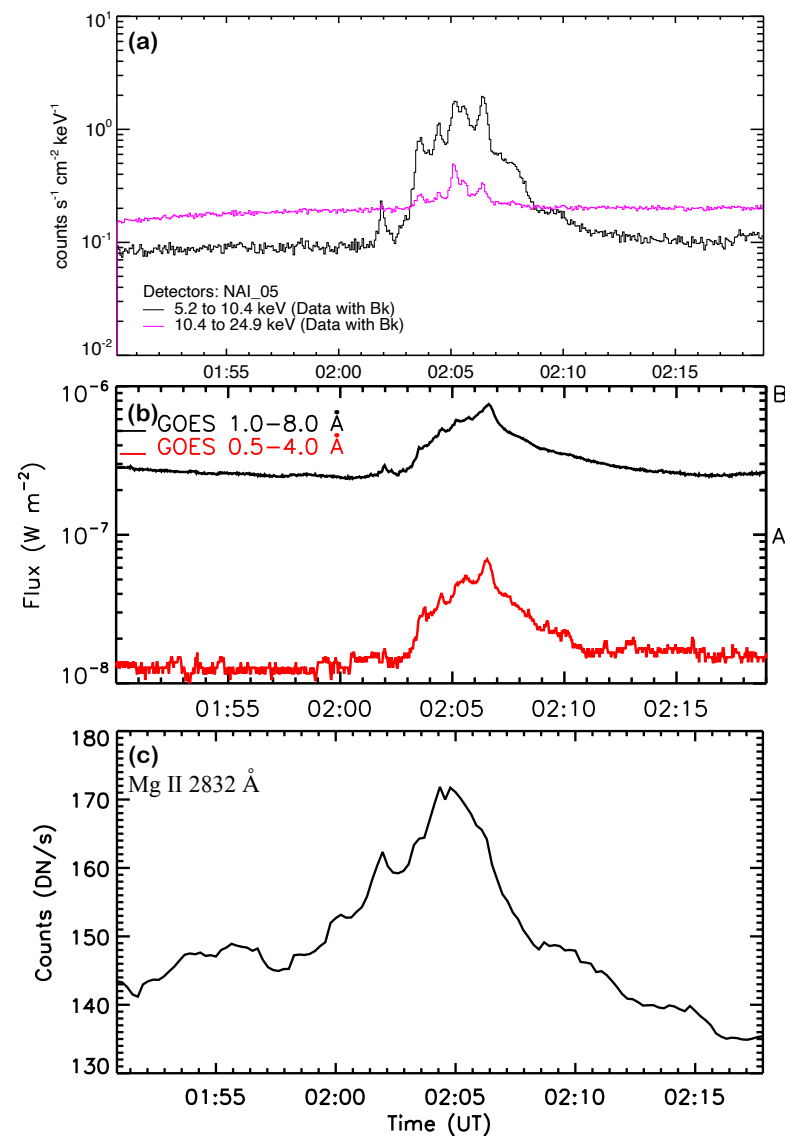 (a)
10¹
10⁰
10⁻¹
10⁻²
counts s⁻¹ cm⁻² keV⁻¹
Detectors: NAI_05
5.2 to 10.4 keV (Data with Bk)
10.4 to 24.9 keV (Data with Bk)
01:55 02:00 02:05 02:10 02:15
(b)
GOES 1.0–8.0 Å
GOES 0.5–4.0 Å
10⁻⁶
10⁻⁷
10⁻⁸
B
A
Flux (W m⁻²)
01:55 02:00 02:05 02:10 02:15
(c)
Mg II 2832 Å
180
170
160
150
140
130
Counts (DN/s)
01:55 02:00 02:05 02:10 02:15
Time (UT)